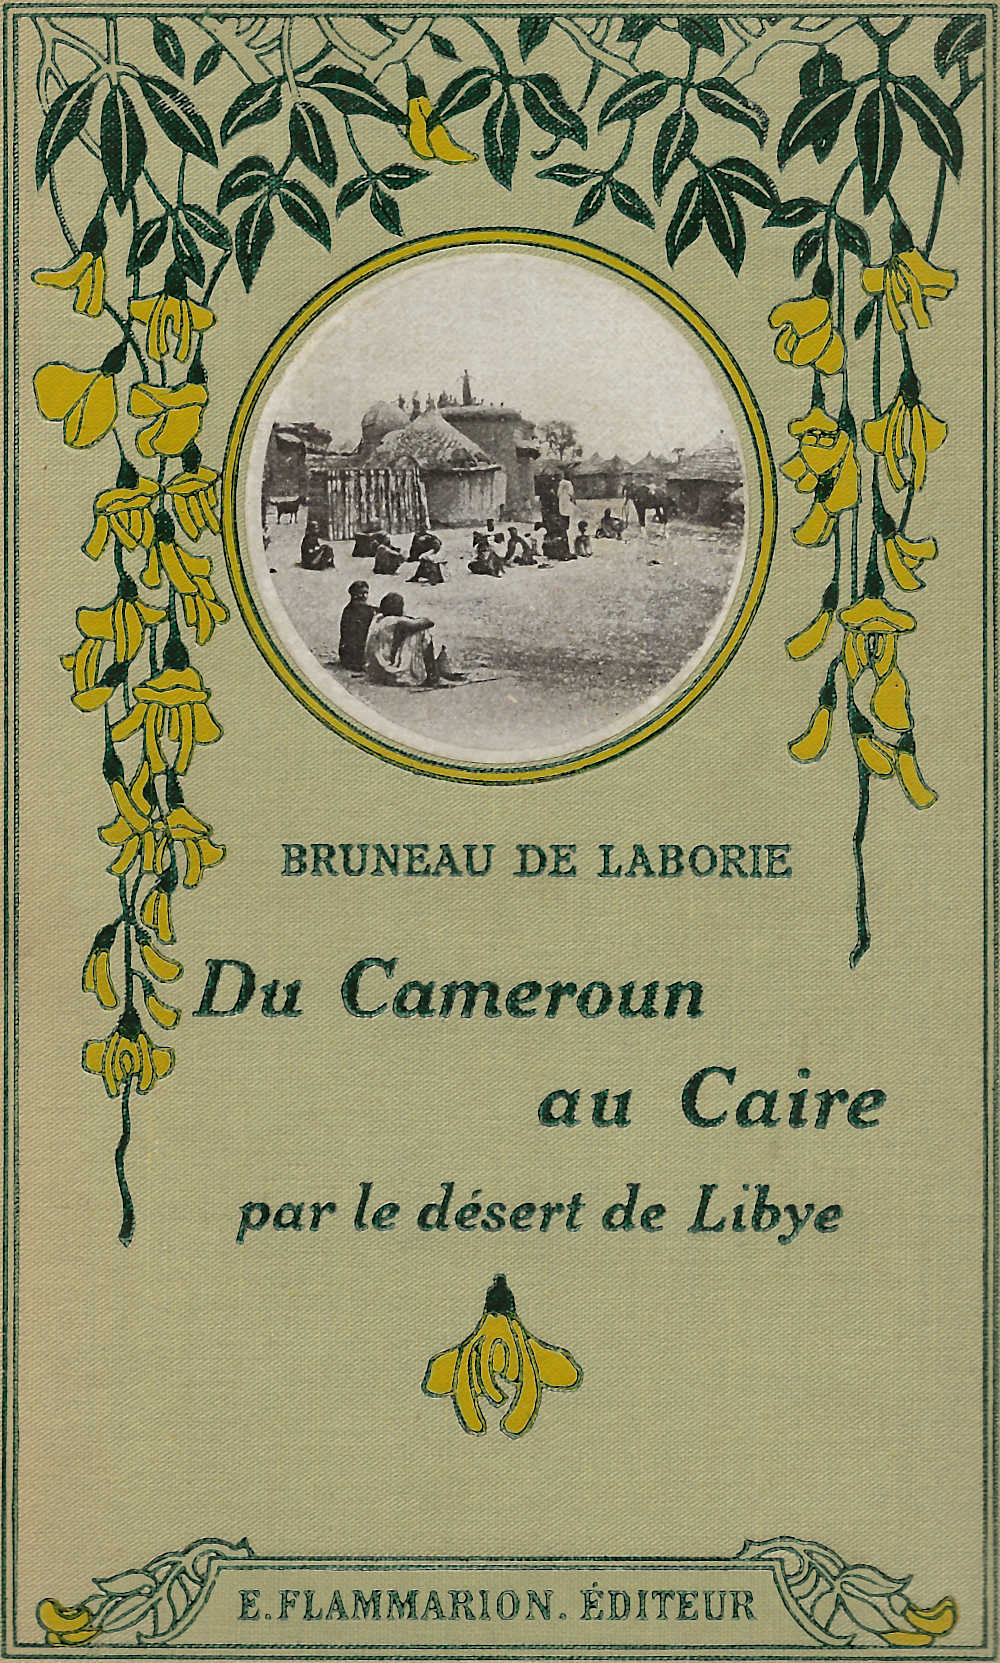 BRUNEAU DE LABORIE
Du Cameroun
au Caire
par le désert de Libye
E. FLAMMARION. ÉDITEUR